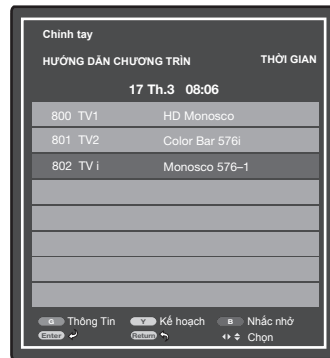 Chỉnh tay
HƯỚNG DẪN CHƯƠNG TRÌN THỜI GIAN
17 Th.3 08:06
800 TV1 HD Monosco
801 TV2 Color Bar 576i
802 TV i Monosco 576–1
G Thông Tin Y Kế hoạch B Nhắc nhở
Enter Return Chọn